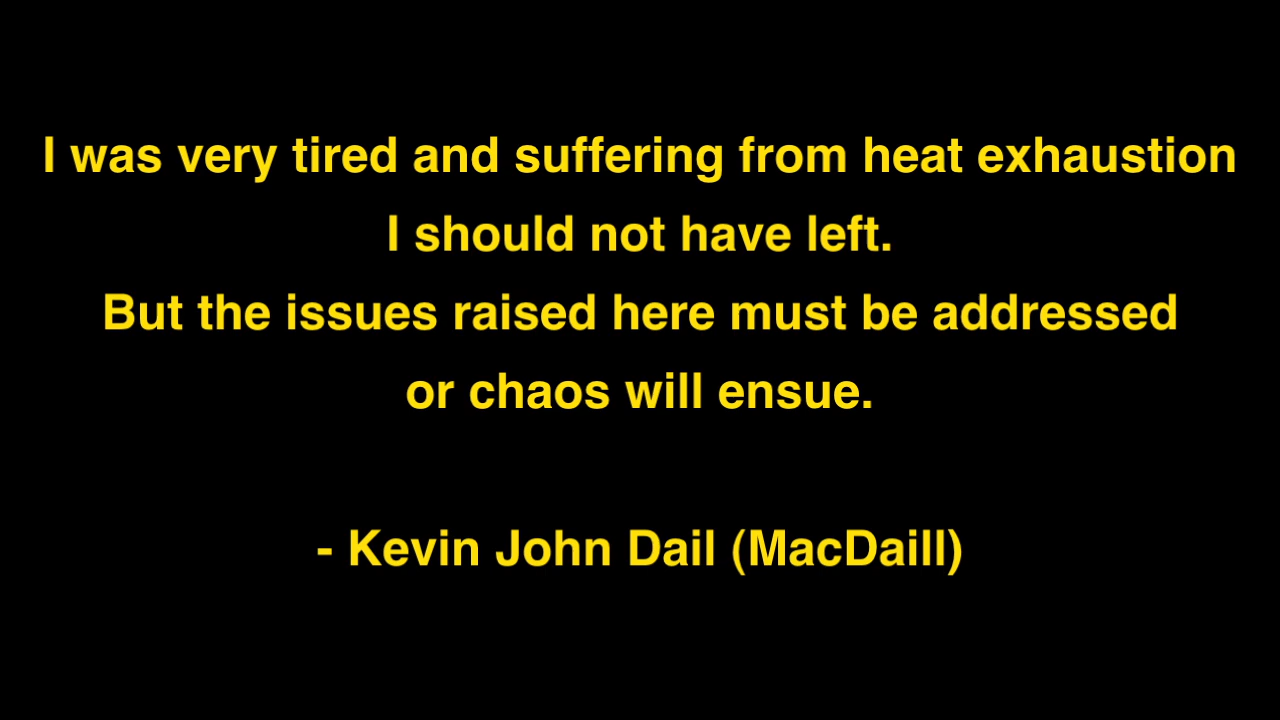 I was very tired and suffering from heat exhaustion
I should not have left.
But the issues raised here must be addressed
or chaos will ensue.
- Kevin John Dail (MacDaill)